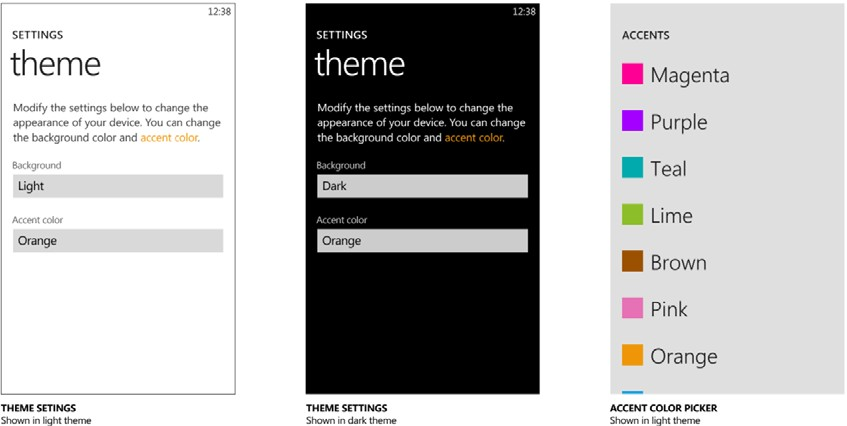 12:38
SETTINGS
theme
Modify the settings below to change the
appearance of your device. You can change
the background color and accent color.
Background
Light
Accent color
Orange
THEME SETINGS
Shown in light theme
12:38
SETTINGS
theme
Modify the settings below to change the
appearance of your device. You can change
the background color and accent color.
Background
Dark
Accent color
Orange
THEME SETTINGS
Shown in dark theme
ACCENTS
Magenta
Purple
Teal
Lime
Brown
Pink
Orange
ACCENT COLOR PICKER
Shown in light theme